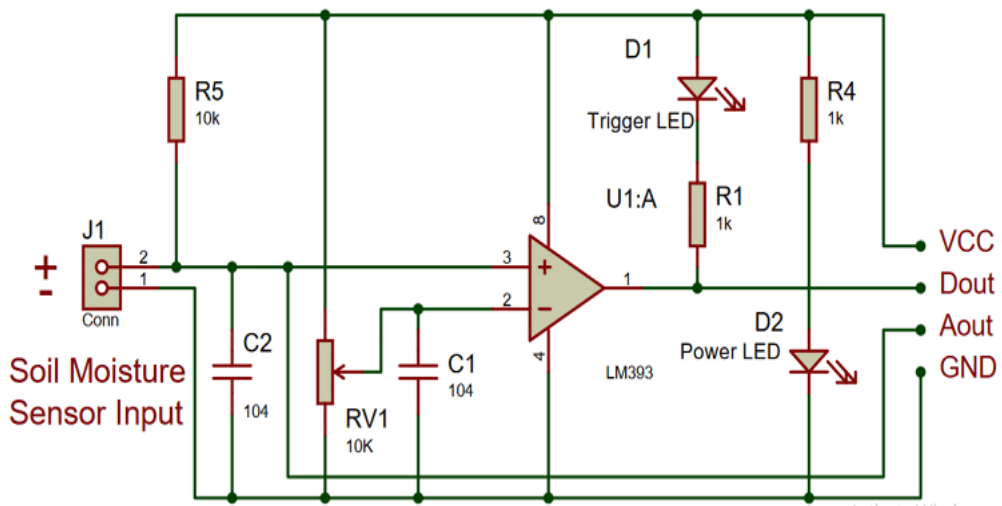 D1
R5
10k
Trigger LED
R4
1k
U1:A
R1
1k
J1
8
VCC
+
-
2
1
3
+
2
−
1
Dout
Conn
C2
104
C1
104
4
LM393
D2
Power LED
Aout
GND
Soil Moisture
Sensor Input
RV1
10K